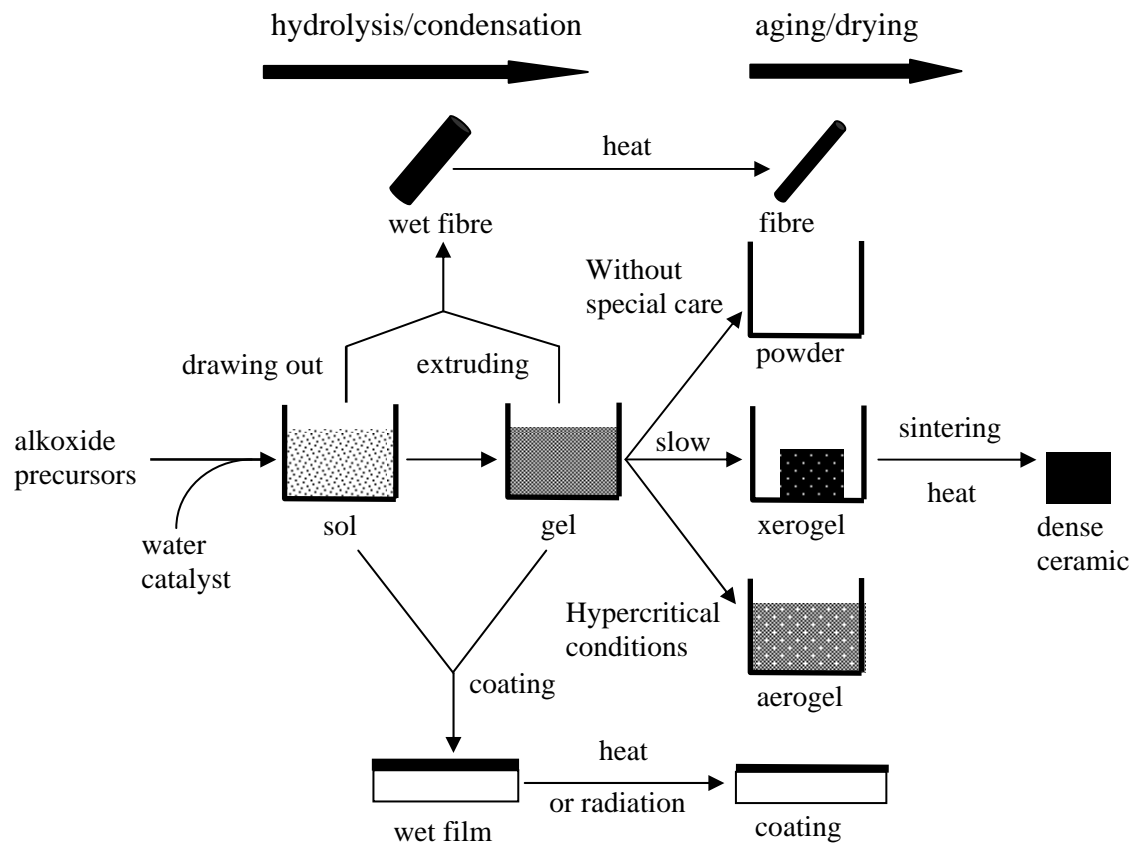 hydrolysis/condensation
aging/drying
heat
wet fibre
fibre
Without
special care
drawing out
extruding
powder
alkoxide
precursors
slow
sintering
heat
sol
gel
xerogel
dense
ceramic
water
catalyst
Hypercritical
conditions
coating
aerogel
heat
or radiation
wet film
coating